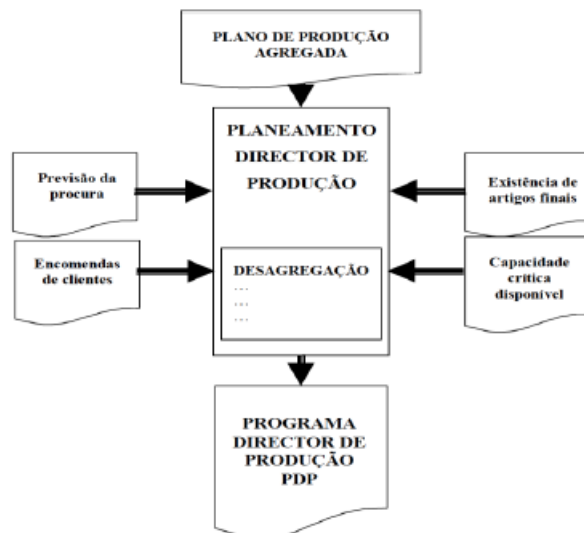 PLANO DE PRODUÇÃO
AGREGADA
PLANEAMENTO
DIRECTOR DE
PRODUÇÃO
Previsão da
procura
Existência de
artigos finais
Encomendas
de clientes
DESAGREGAÇÃO
...
...
...
Capacidade
crítica
disponível
PROGRAMA
DIRECTOR DE
PRODUÇÃO
PDP